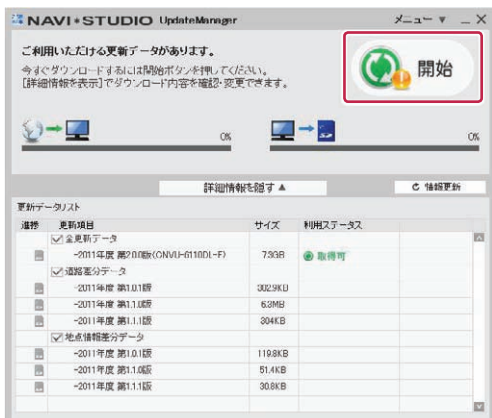 NAVI*STUDIO UpdateManager メニュー ▼ _ X
ご利用いただける更新データがあります。
今すぐダウンロードするには開始ボタンを押してください。
[詳細情報を表示]でダウンロード内容を確認・変更できます。
開始
0% 0%
詳細情報を隠す ▲ 情報更新
更新データリスト
進捗 更新項目 サイズ 利用ステータス
全更新データ
-2011年度 第2.0.0版(CNVU-6110DL-F) 7.3GB 取得可
道路差分データ
-2011年度 第1.0.1版 302.9KB
-2011年度 第1.1.0版 6.3MB
-2011年度 第1.1.1版 304KB
地点情報差分データ
-2011年度 第1.0.1版 119.8KB
-2011年度 第1.1.0版 51.4KB
-2011年度 第1.1.1版 30.8KB